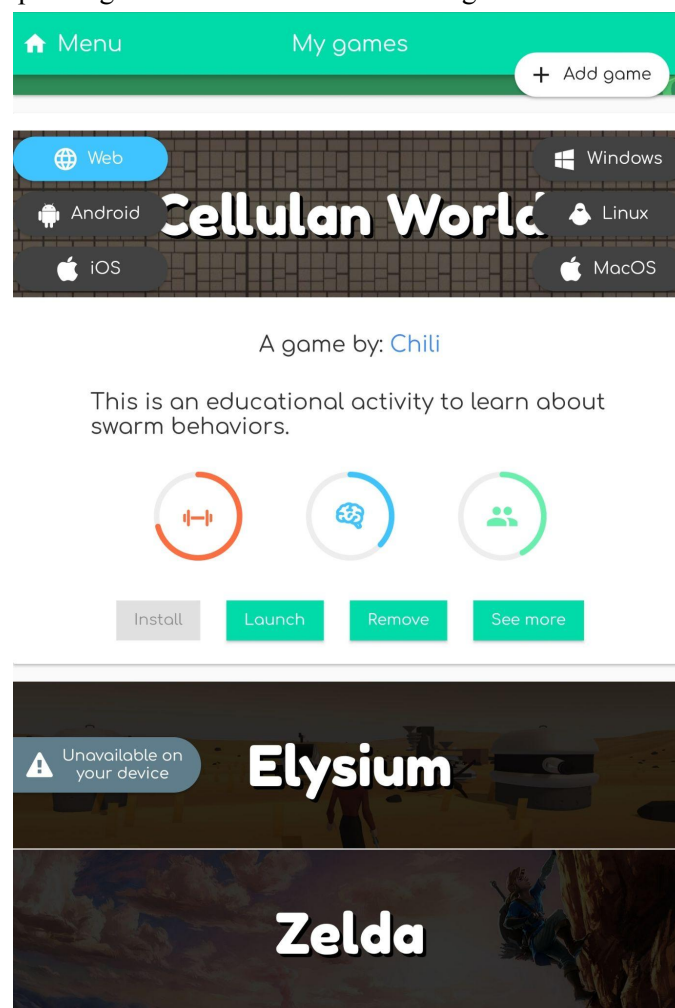 Menu
My games
+ Add game
Web
Windows
Cellulan World
Android
Linux
iOS
MacOS
A game by: Chili
This is an educational activity to learn about
swarm behaviors.
Install
Launch
Remove
See more
Unavailable on
your device
Elysium
Zelda